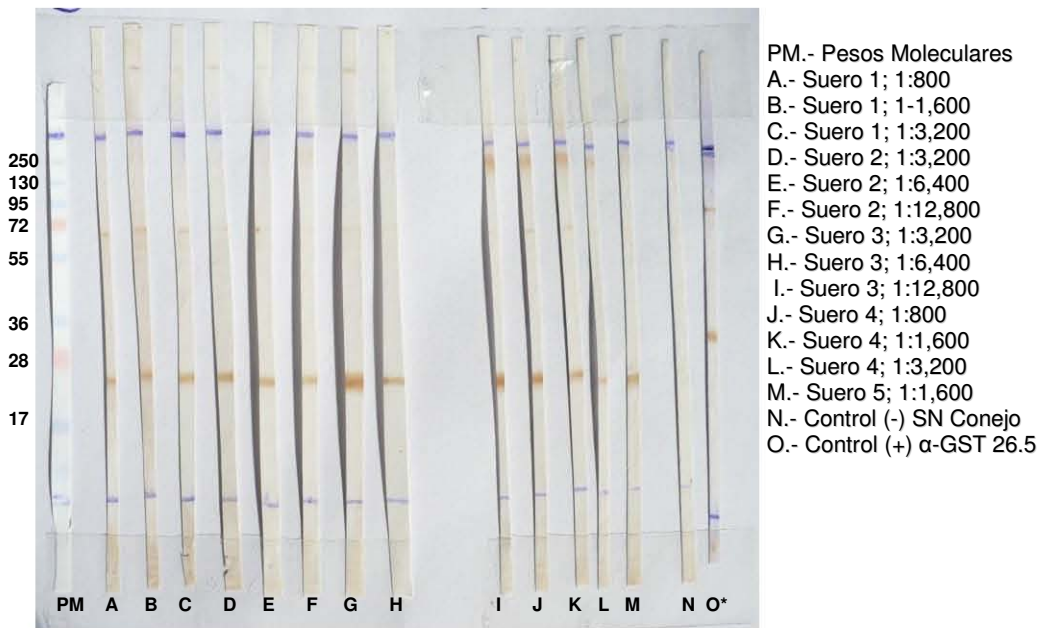 PM.- Pesos Moleculares
A.- Suero 1; 1:800
B.- Suero 1; 1-1,600
C.- Suero 1; 1:3,200
D.- Suero 2; 1:3,200
E.- Suero 2; 1:6,400
F.- Suero 2; 1:12,800
G.- Suero 3; 1:3,200
H.- Suero 3; 1:6,400
I.- Suero 3; 1:12,800
J.- Suero 4; 1:800
K.- Suero 4; 1:1,600
L.- Suero 4; 1:3,200
M.- Suero 5; 1:1,600
N.- Control (-) SN Conejo
O.- Control (+) α-GST 26.5
250
130
95
72
55
36
28
17
PM A B C D E F G H I J K L M N O*